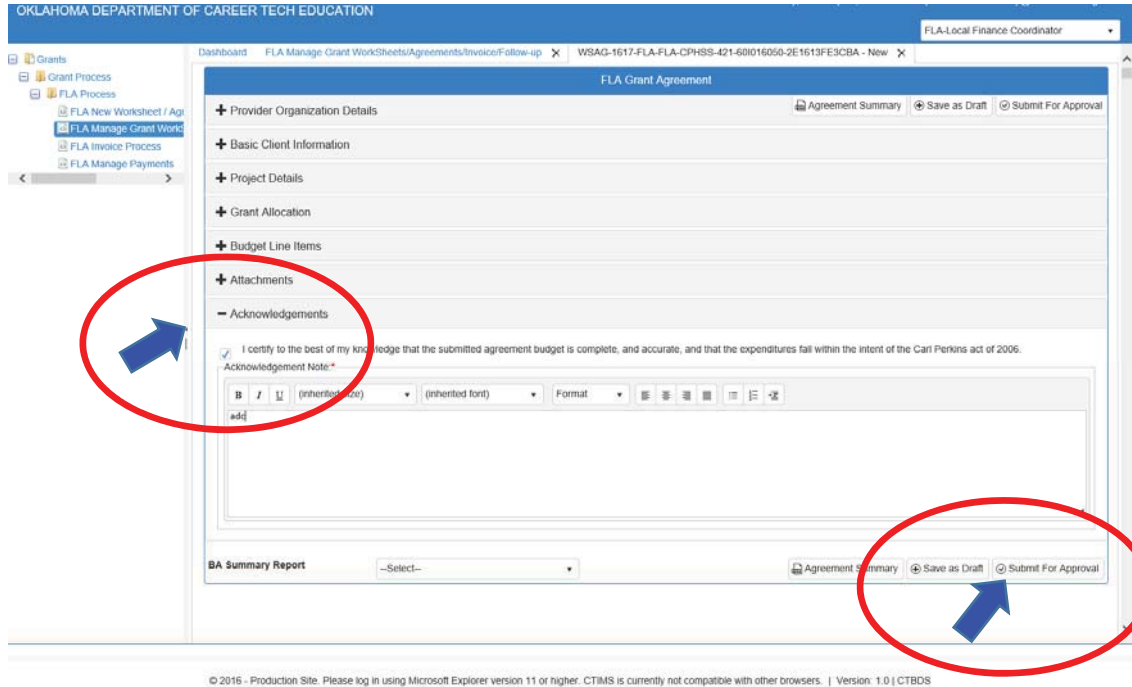 OKLAHOMA DEPARTMENT OF CAREER TECH EDUCATION
FLA-Local Finance Coordinator
Grants
Grant Process
FLA Process
FLA New Worksheet / Agr
FLA Manage Grant Works
FLA Invoice Process
FLA Manage Payments
Dashboard FLA Manage Grant WorkSheets/Agreements/Invoice/Follow-up X WSAG-1617-FLA-FLA-CPHSS-421-60I016050-2E1613FE3CBA - New X
FLA Grant Agreement
+ Provider Organization Details Agreement Summary Save as Draft Submit For Approval
+ Basic Client Information
+ Project Details
+ Grant Allocation
+ Budget Line Items
+ Attachments
− Acknowledgements
I certify to the best of my knowledge that the submitted agreement budget is complete, and accurate, and that the expenditures fall within the intent of the Carl Perkins act of 2006.
Acknowledgement Note:*
B I U (inherited size) (inherited font) Format
add
BA Summary Report --Select-- Agreement Summary Save as Draft Submit For Approval
© 2016 - Production Site. Please log in using Microsoft Explorer version 11 or higher. CTIMS is currently not compatible with other browsers. | Version: 1.0 | CTBDS